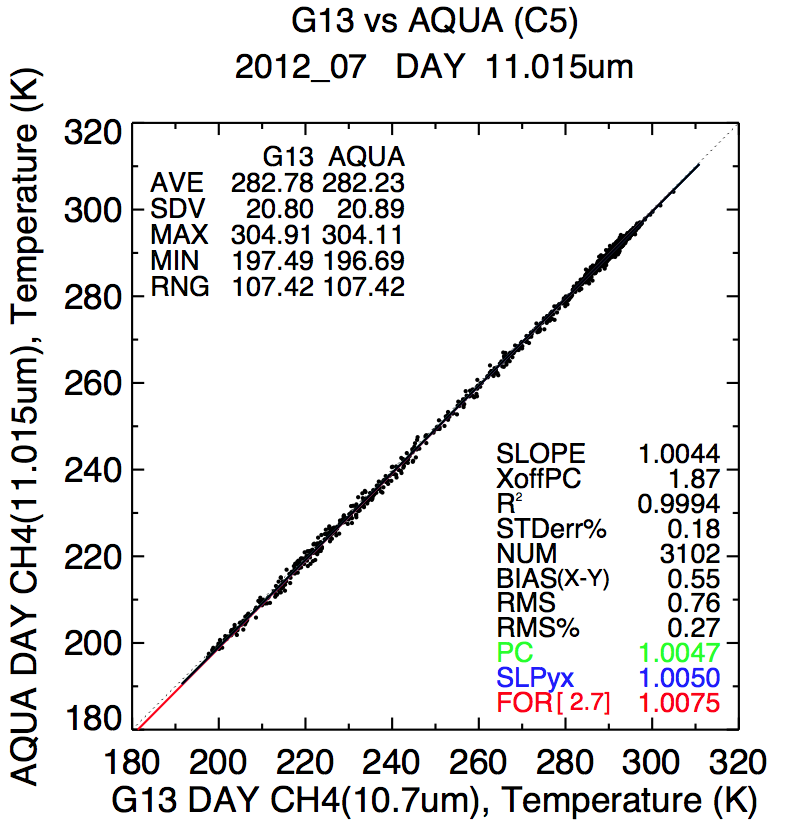 G13 vs AQUA (C5)
2012_07 DAY 11.015um
AQUA DAY CH4(11.015um), Temperature (K)
320
300
280
260
240
220
200
180
G13 AQUA
AVE 282.78 282.23
SDV 20.80 20.89
MAX 304.91 304.11
MIN 197.49 196.69
RNG 107.42 107.42
SLOPE 1.0044
XoffPC 1.87
R² 0.9994
STDerr% 0.18
NUM 3102
BIAS(X-Y) 0.55
RMS 0.76
RMS% 0.27
PC 1.0047
SLPyx 1.0050
FOR[ 2.7] 1.0075
180 200 220 240 260 280 300 320
G13 DAY CH4(10.7um), Temperature (K)